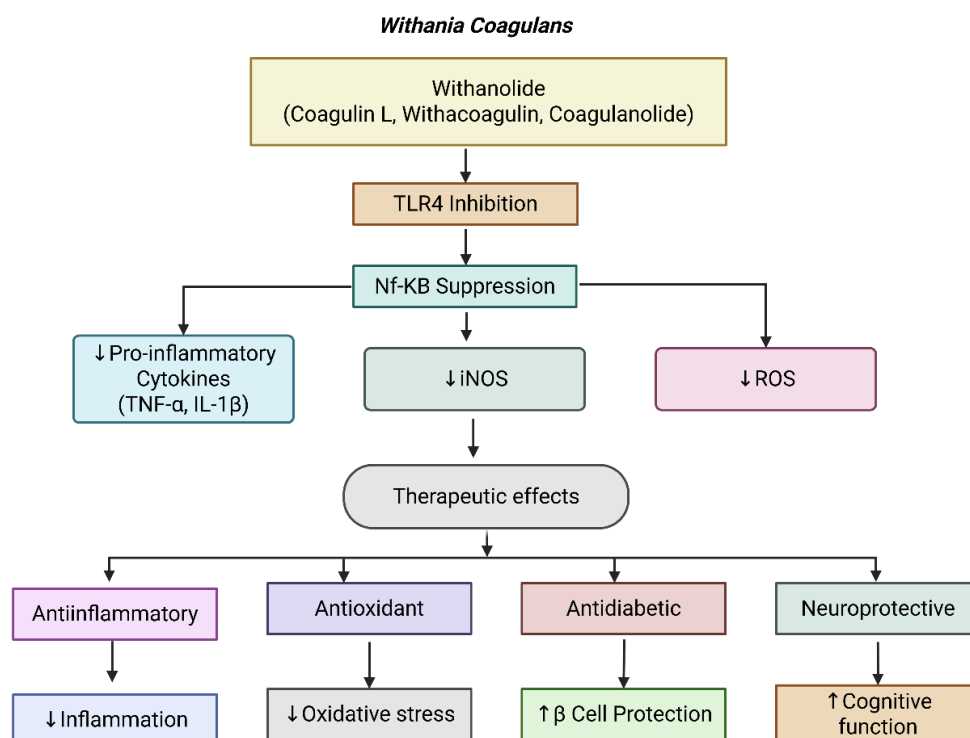 Withania Coagulans
Withanolide
(Coagulin L, Withacoagulin, Coagulanolide)
TLR4 Inhibition
Nf-KB Suppression
↓Pro-inflammatory
Cytokines
(TNF-α, IL-1β)
↓iNOS
↓ROS
Therapeutic effects
Antiinflammatory
Antioxidant
Antidiabetic
Neuroprotective
↓Inflammation
↓Oxidative stress
↑β Cell Protection
↑Cognitive
function